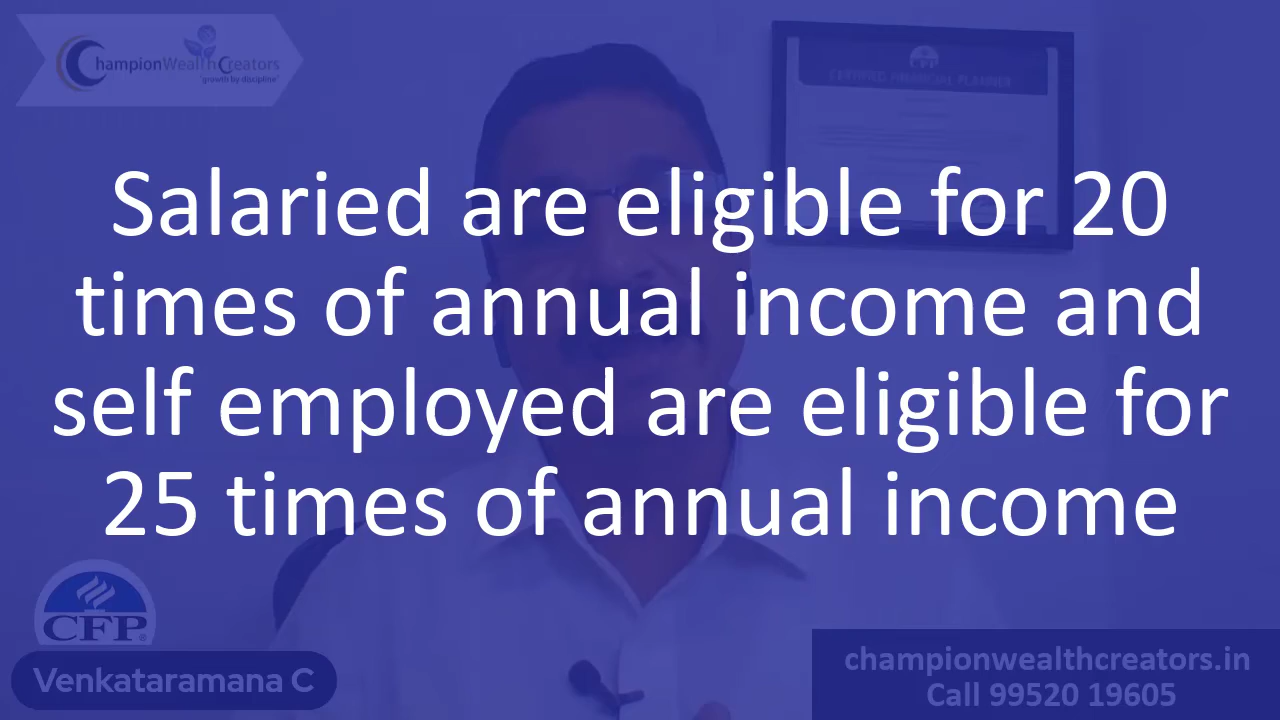 ChampionWealthCreators
"growth by discipline"
CFP
CERTIFIED FINANCIAL PLANNER
Salaried are eligible for 20
times of annual income and
self employed are eligible for
25 times of annual income
CFP®
Venkataramana C
championwealthcreators.in
Call 99520 19605